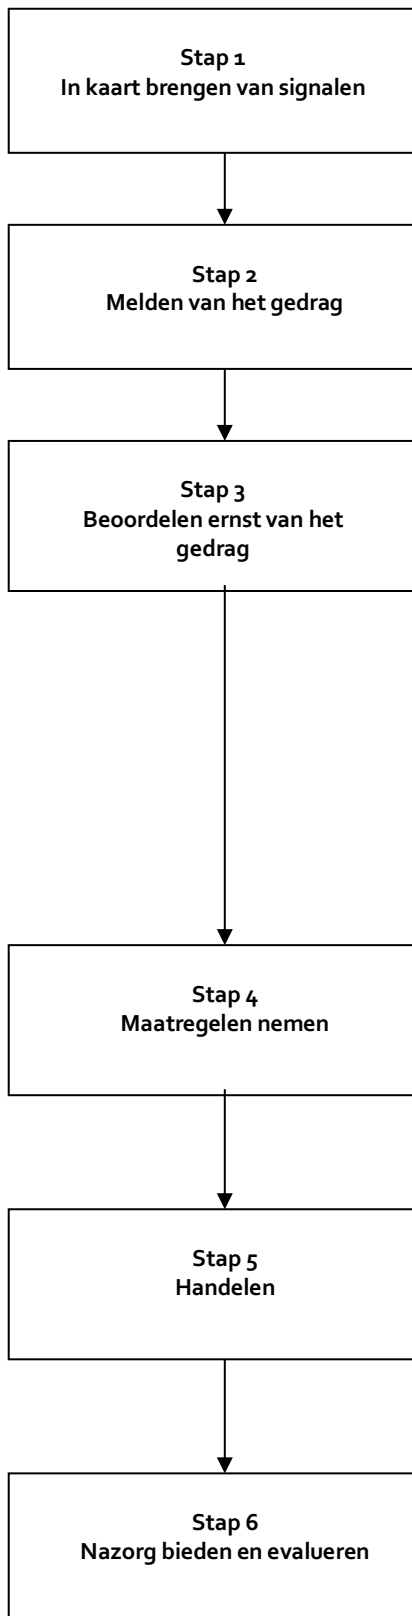 Stap 1
In kaart brengen van signalen
Stap 2
Melden van het gedrag
Stap 3
Beoordelen ernst van het
gedrag
Stap 4
Maatregelen nemen
Stap 5
Handelen
Stap 6
Nazorg bieden en evalueren